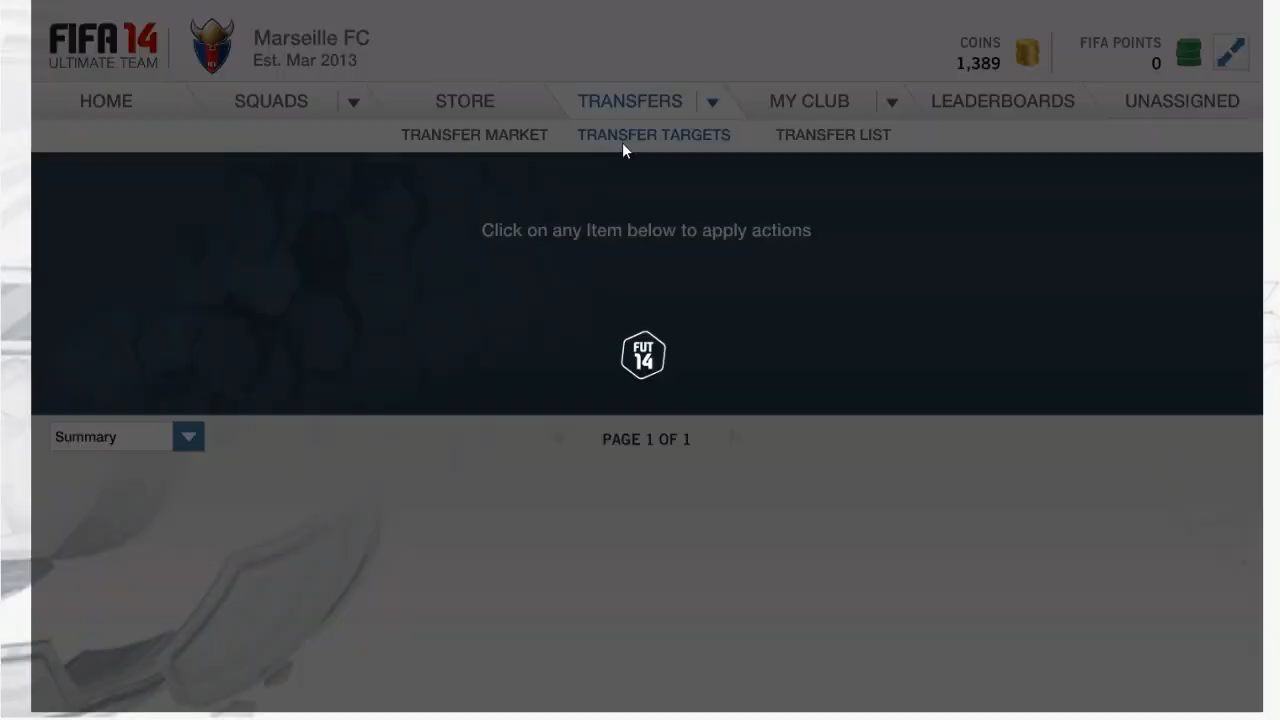 FIFA 14
ULTIMATE TEAM
Marseille FC
Est. Mar 2013
COINS
1,389
FIFA POINTS
0
HOME
SQUADS
STORE
TRANSFERS
MY CLUB
LEADERBOARDS
UNASSIGNED
TRANSFER MARKET
TRANSFER TARGETS
TRANSFER LIST
Click on any Item below to apply actions
FUT
14
Summary
PAGE 1 OF 1